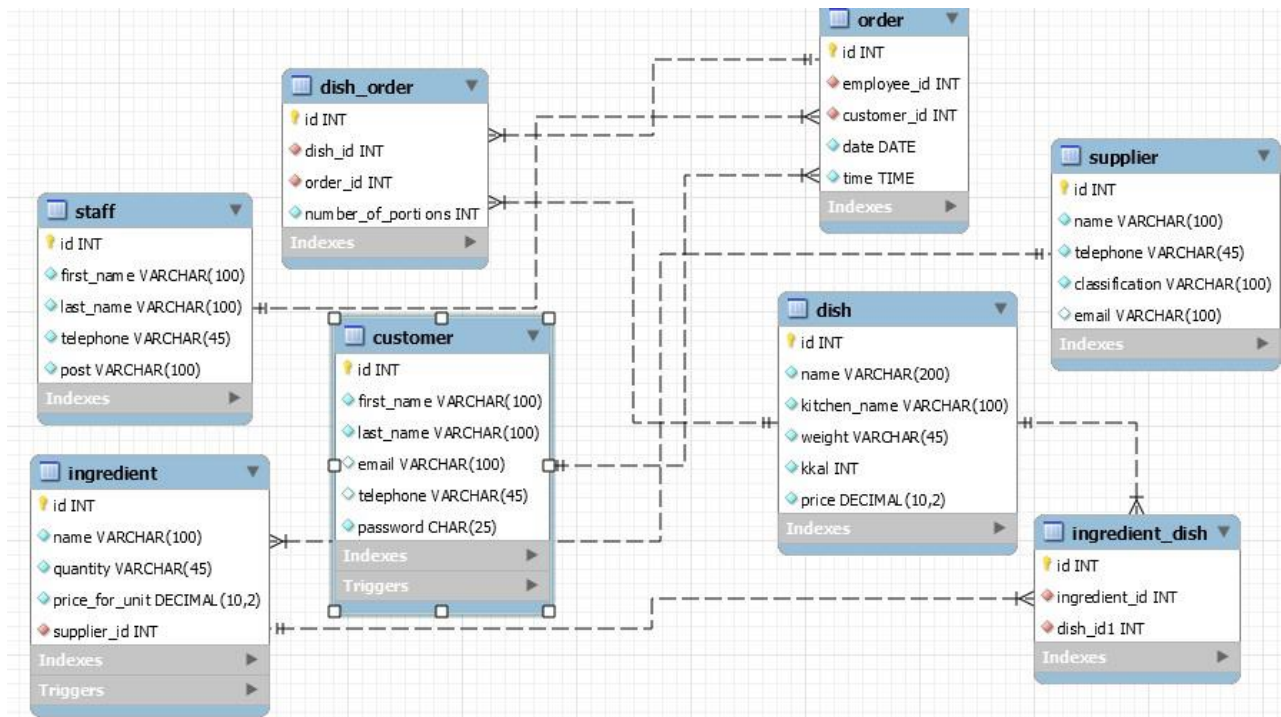 order
id INT
employee_id INT
customer_id INT
date DATE
time TIME
Indexes
dish_order
id INT
dish_id INT
order_id INT
number_of_portions INT
Indexes
supplier
id INT
name VARCHAR(100)
telephone VARCHAR(45)
classification VARCHAR(100)
email VARCHAR(100)
Indexes
staff
id INT
first_name VARCHAR(100)
last_name VARCHAR(100)
telephone VARCHAR(45)
post VARCHAR(100)
Indexes
customer
id INT
first_name VARCHAR(100)
last_name VARCHAR(100)
email VARCHAR(100)
telephone VARCHAR(45)
password CHAR(25)
Indexes
Triggers
dish
id INT
name VARCHAR(200)
kitchen_name VARCHAR(100)
weight VARCHAR(45)
kkal INT
price DECIMAL(10,2)
Indexes
ingredient
id INT
name VARCHAR(100)
quantity VARCHAR(45)
price_for_unit DECIMAL(10,2)
supplier_id INT
Indexes
Triggers
ingredient_dish
id INT
ingredient_id INT
dish_id1 INT
Indexes